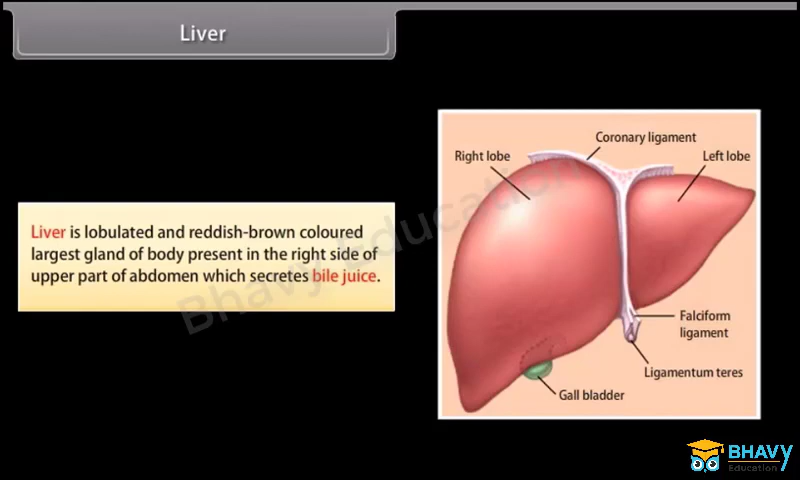 Liver
Liver is lobulated and reddish-brown coloured
largest gland of body present in the right side of
upper part of abdomen which secretes bile juice.
Coronary ligament
Right lobe
Left lobe
Falciform
ligament
Ligamentum teres
Gall bladder
Bhavy Education
BHAVY
Education